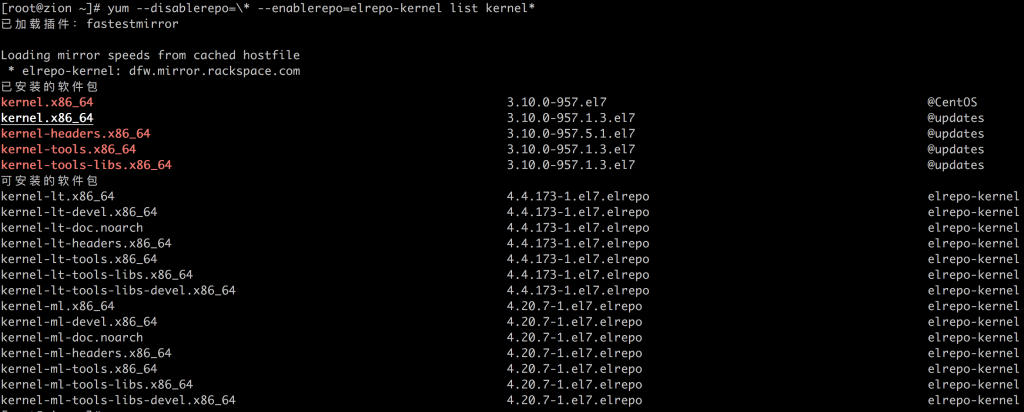 [root@zion ~]# yum --disablerepo=\* --enablerepo=elrepo-kernel list kernel*
已加载插件：fastestmirror
Loading mirror speeds from cached hostfile
 * elrepo-kernel: dfw.mirror.rackspace.com
已安装的软件包
kernel.x86_64 3.10.0-957.el7 @CentOS
kernel.x86_64 3.10.0-957.1.3.el7 @updates
kernel-headers.x86_64 3.10.0-957.5.1.el7 @updates
kernel-tools.x86_64 3.10.0-957.1.3.el7 @updates
kernel-tools-libs.x86_64 3.10.0-957.1.3.el7 @updates
可安装的软件包
kernel-lt.x86_64 4.4.173-1.el7.elrepo elrepo-kernel
kernel-lt-devel.x86_64 4.4.173-1.el7.elrepo elrepo-kernel
kernel-lt-doc.noarch 4.4.173-1.el7.elrepo elrepo-kernel
kernel-lt-headers.x86_64 4.4.173-1.el7.elrepo elrepo-kernel
kernel-lt-tools.x86_64 4.4.173-1.el7.elrepo elrepo-kernel
kernel-lt-tools-libs.x86_64 4.4.173-1.el7.elrepo elrepo-kernel
kernel-lt-tools-libs-devel.x86_64 4.4.173-1.el7.elrepo elrepo-kernel
kernel-ml.x86_64 4.20.7-1.el7.elrepo elrepo-kernel
kernel-ml-devel.x86_64 4.20.7-1.el7.elrepo elrepo-kernel
kernel-ml-doc.noarch 4.20.7-1.el7.elrepo elrepo-kernel
kernel-ml-headers.x86_64 4.20.7-1.el7.elrepo elrepo-kernel
kernel-ml-tools.x86_64 4.20.7-1.el7.elrepo elrepo-kernel
kernel-ml-tools-libs.x86_64 4.20.7-1.el7.elrepo elrepo-kernel
kernel-ml-tools-libs-devel.x86_64 4.20.7-1.el7.elrepo elrepo-kernel